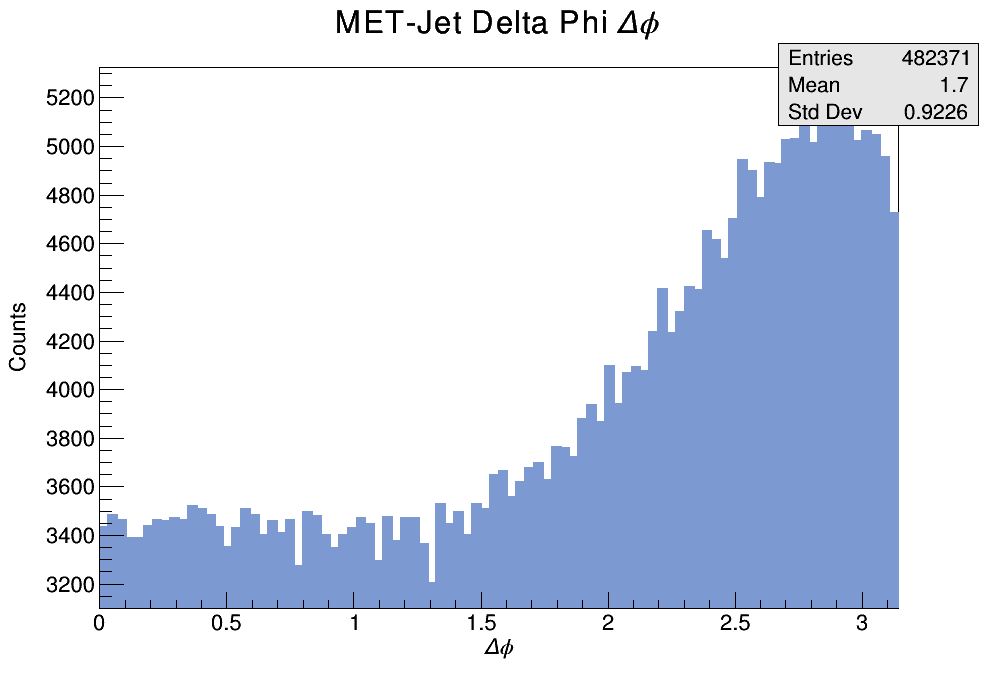 MET-Jet Delta Phi Δϕ
Entries 482371
Mean 1.7
Std Dev 0.9226
5200
5000
4800
4600
4400
4200
4000
3800
3600
3400
3200
Counts
0 0.5 1 1.5 2 2.5 3
Δϕ